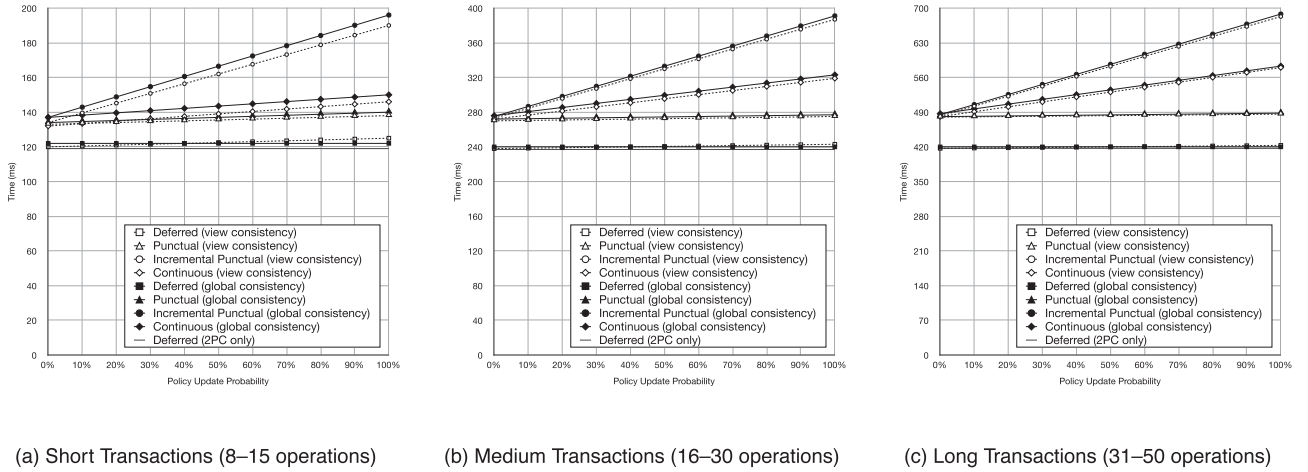 200
180
160
140
120
100
80
60
40
20
0
Time (ms)
Deferred (view consistency)
Punctual (view consistency)
Incremental Punctual (view consistency)
Continuous (view consistency)
Deferred (global consistency)
Punctual (global consistency)
Incremental Punctual (global consistency)
Continuous (global consistency)
Deferred (2PC only)
0% 10% 20% 30% 40% 50% 60% 70% 80% 90% 100%
Policy Update Probability
(a) Short Transactions (8–15 operations)
400
360
320
280
240
200
160
120
80
40
0
Time (ms)
Deferred (view consistency)
Punctual (view consistency)
Incremental Punctual (view consistency)
Continuous (view consistency)
Deferred (global consistency)
Punctual (global consistency)
Incremental Punctual (global consistency)
Continuous (global consistency)
Deferred (2PC only)
0% 10% 20% 30% 40% 50% 60% 70% 80% 90% 100%
Policy Update Probability
(b) Medium Transactions (16–30 operations)
700
630
560
490
420
350
280
210
140
70
0
Time (ms)
Deferred (view consistency)
Punctual (view consistency)
Incremental Punctual (view consistency)
Continuous (view consistency)
Deferred (global consistency)
Punctual (global consistency)
Incremental Punctual (global consistency)
Continuous (global consistency)
Deferred (2PC only)
0% 10% 20% 30% 40% 50% 60% 70% 80% 90% 100%
Policy Update Probability
(c) Long Transactions (31–50 operations)